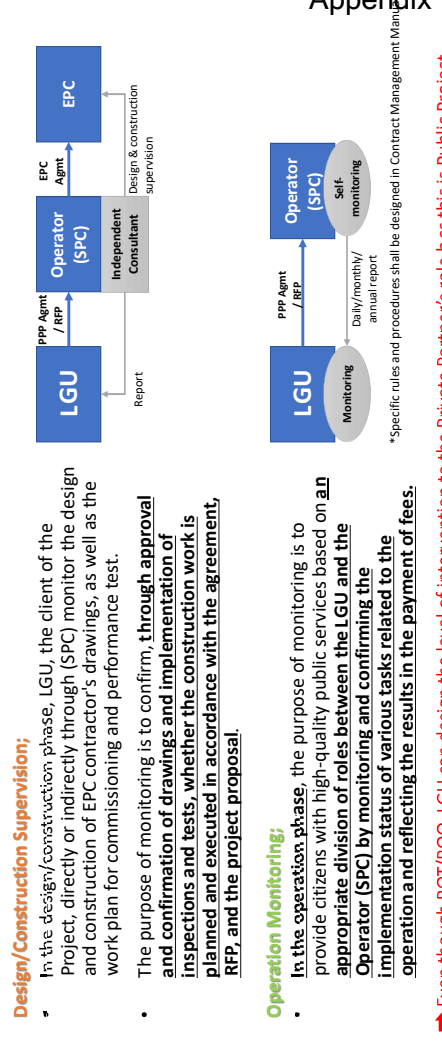 Appendix
Design/Construction Supervision;
• In the design/construction phase, LGU, the client of the
Project, directly or indirectly through (SPC) monitor the design
and construction of EPC contractor's drawings, as well as the
work plan for commissioning and performance test.
• The purpose of monitoring is to confirm, through approval
and confirmation of drawings and implementation of
inspections and tests, whether the construction work is
planned and executed in accordance with the agreement,
RFP, and the project proposal.
LGU
PPP Agmt
/ RFP
Operator
(SPC)
EPC
Agmt
EPC
Independent
Consultant
Report
Design & construction
supervision
Operation Monitoring;
• In the operation phase, the purpose of monitoring is to
provide citizens with high-quality public services based on an
appropriate division of roles between the LGU and the
Operator (SPC) by monitoring and confirming the
implementation status of various tasks related to the
operation and reflecting the results in the payment of fees.
LGU
PPP Agmt
/ RFP
Operator
(SPC)
Monitoring
Self-
monitoring
Daily/monthly/
annual report
*Specific rules and procedures shall be designed in Contract Management Manu
Even though BOT/BOO, LGU can design the level of intervention to the Private Partner's role b as this is Public Project